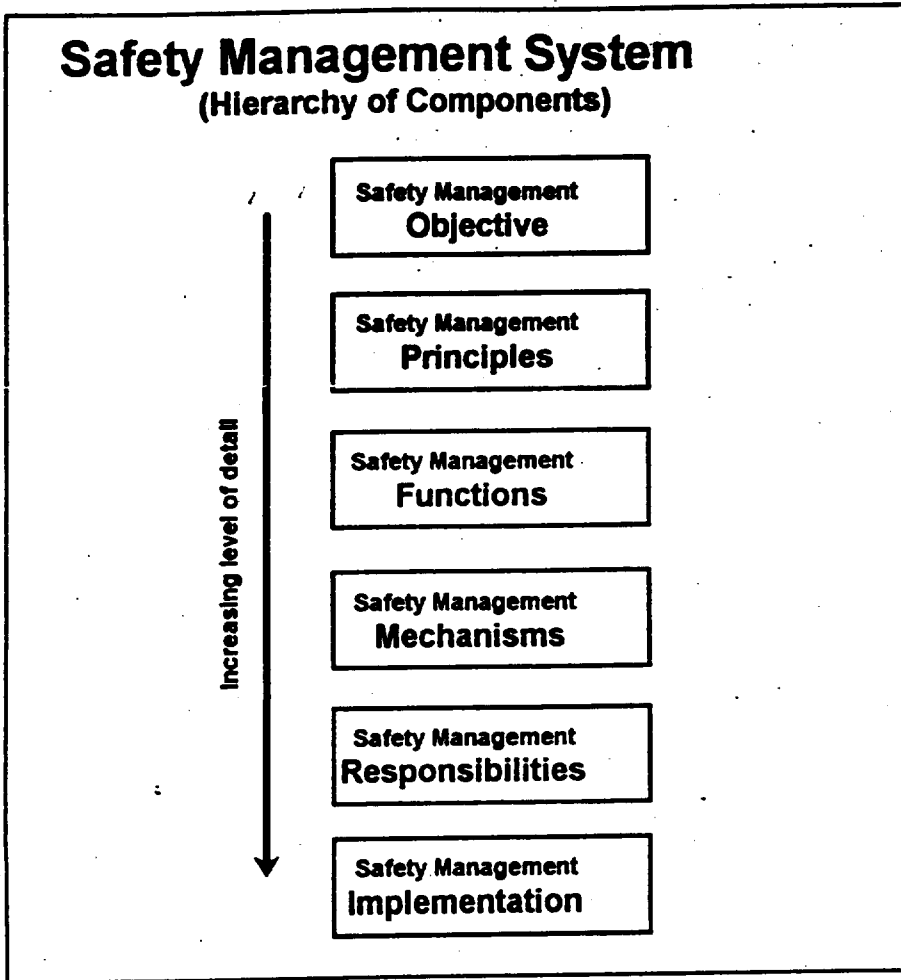 Safety Management System
(Hierarchy of Components)
Safety Management
Objective
Safety Management
Principles
Safety Management
Functions
Safety Management
Mechanisms
Safety Management
Responsibilities
Safety Management
Implementation
Increasing level of detail